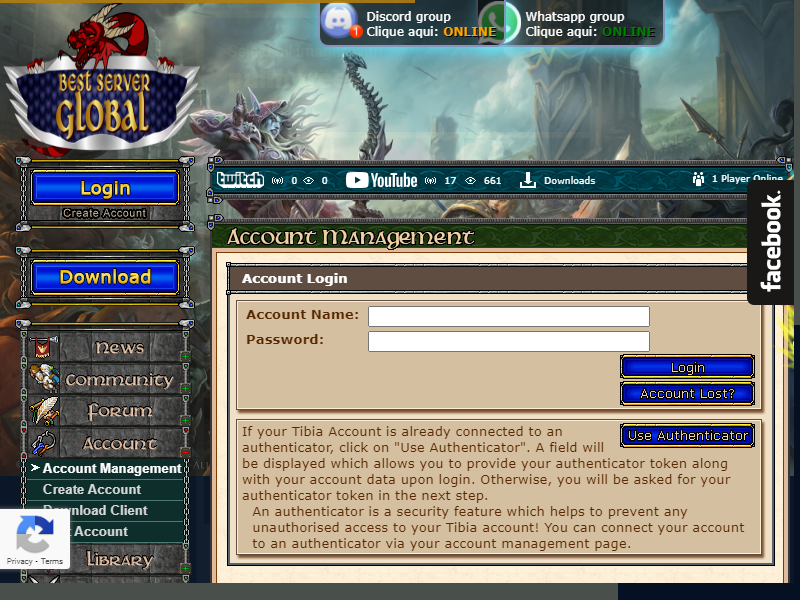 Discord group
Clique aqui: ONLINE
1
Whatsapp group
Clique aqui: ONLINE
BEST SERVER
GLOBAL
Login
Create Account
twitch 0 0 YouTube 17 661 Downloads 1 Player Online
facebook.
Account Management
Download
Account Login
Account Name:
Password:
Login
Account Lost?
News
Community
Forum
Account
Account Management
Create Account
Download Client
Account
Library
Privacy - Terms
Use Authenticator
If your Tibia Account is already connected to an
authenticator, click on "Use Authenticator". A field will
be displayed which allows you to provide your authenticator token along
with your account data upon login. Otherwise, you will be asked for your
authenticator token in the next step.
An authenticator is a security feature which helps to prevent any
unauthorised access to your Tibia account! You can connect your account
to an authenticator via your account management page.